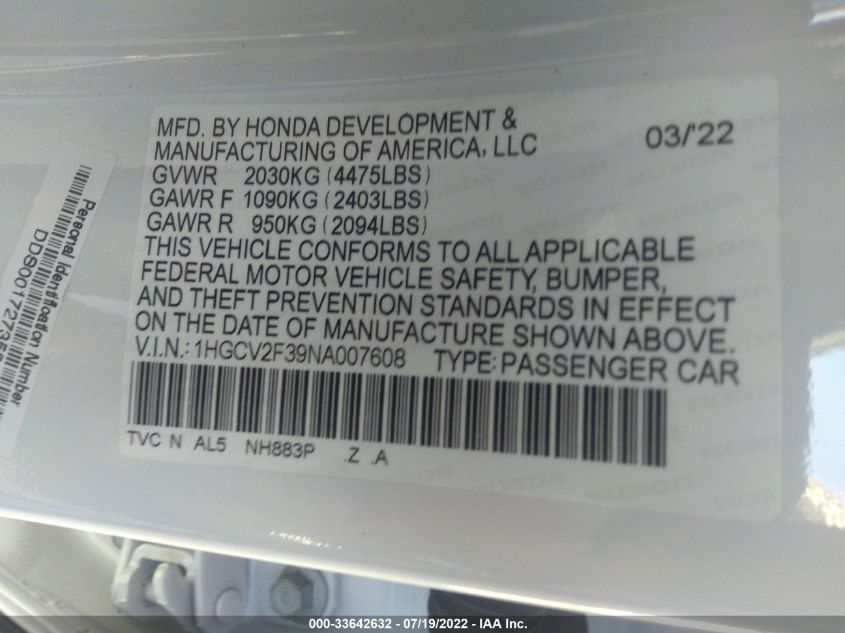 MFD. BY HONDA DEVELOPMENT &
MANUFACTURING OF AMERICA, LLC 03/'22
GVWR 2030KG (4475LBS)
GAWR F 1090KG (2403LBS)
GAWR R 950KG (2094LBS)
THIS VEHICLE CONFORMS TO ALL APPLICABLE
FEDERAL MOTOR VEHICLE SAFETY, BUMPER,
AND THEFT PREVENTION STANDARDS IN EFFECT
ON THE DATE OF MANUFACTURE SHOWN ABOVE.
V.I.N.: 1HGCV2F39NA007608 TYPE: PASSENGER CAR
TVC N AL5 NH883P .Z .A
Personal Identification Number
000-33642632 - 07/19/2022 - IAA Inc.